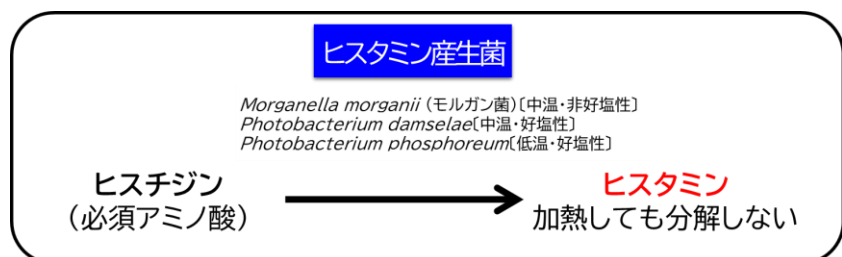 ヒスタミン産生菌
Morganella morganii（モルガン菌）〔中温・非好塩性〕
Photobacterium damselae〔中温・好塩性〕
Photobacterium phosphoreum〔低温・好塩性〕
ヒスチジン
（必須アミノ酸）
ヒスタミン
加熱しても分解しない